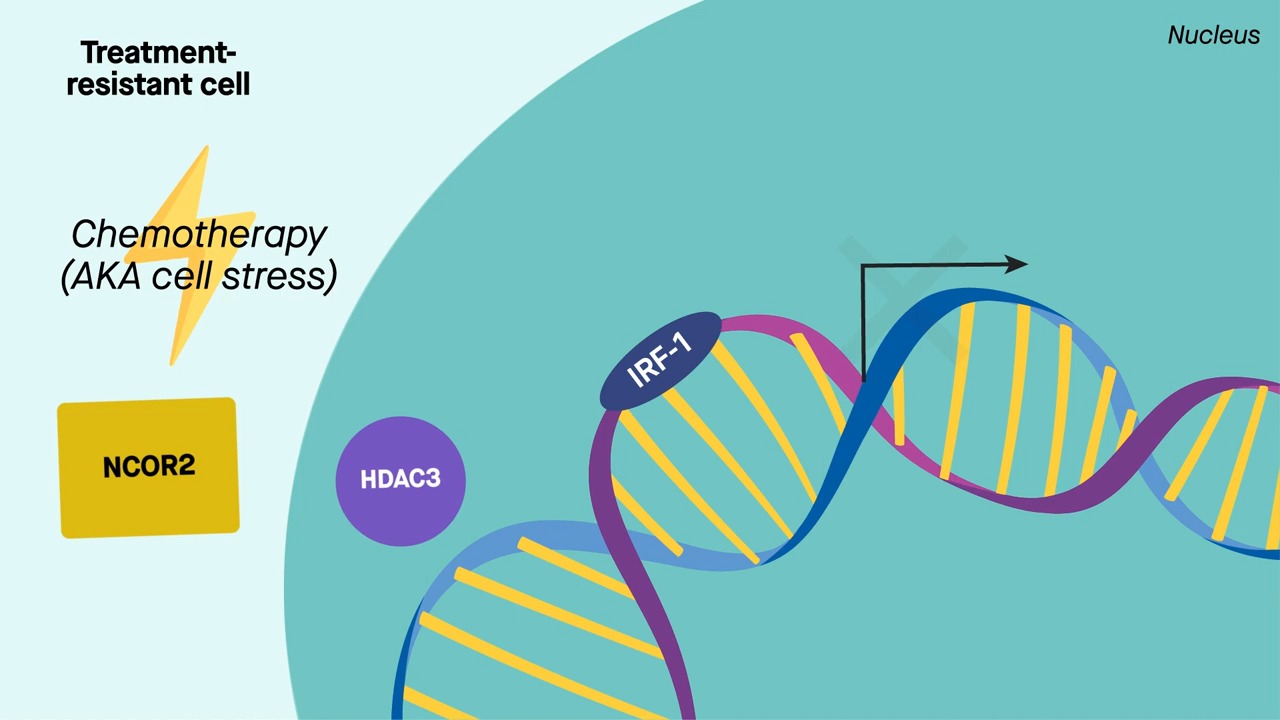 Treatment-
resistant cell
Nucleus
Chemotherapy
(AKA cell stress)
IRF-1
NCOR2
HDAC3